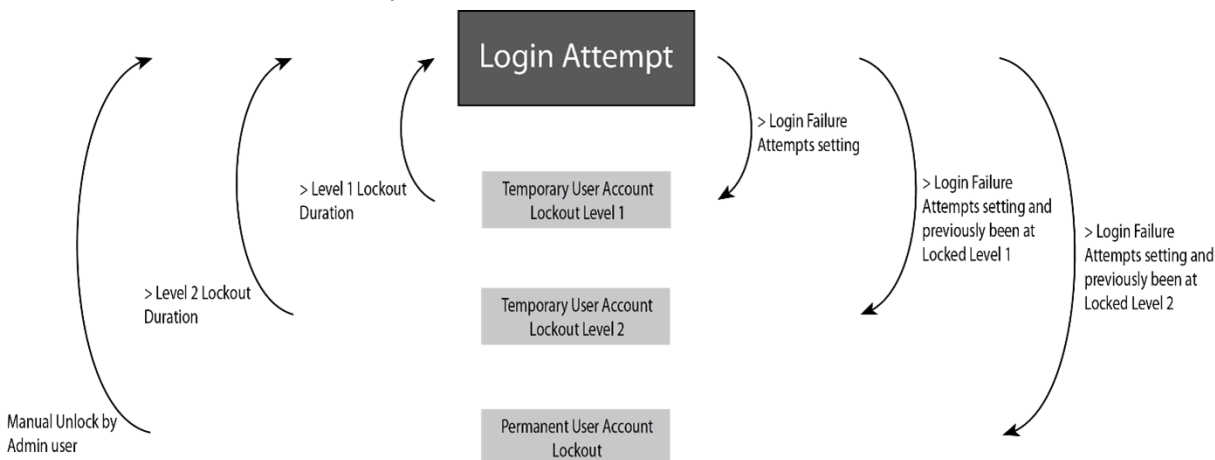 Login Attempt
> Login Failure
Attempts setting
> Level 1 Lockout
Duration
Temporary User Account
Lockout Level 1
> Login Failure
Attempts setting and
previously been at
Locked Level 1
> Login Failure
Attempts setting and
previously been at
Locked Level 2
> Level 2 Lockout
Duration
Temporary User Account
Lockout Level 2
Manual Unlock by
Admin user
Permanent User Account
Lockout